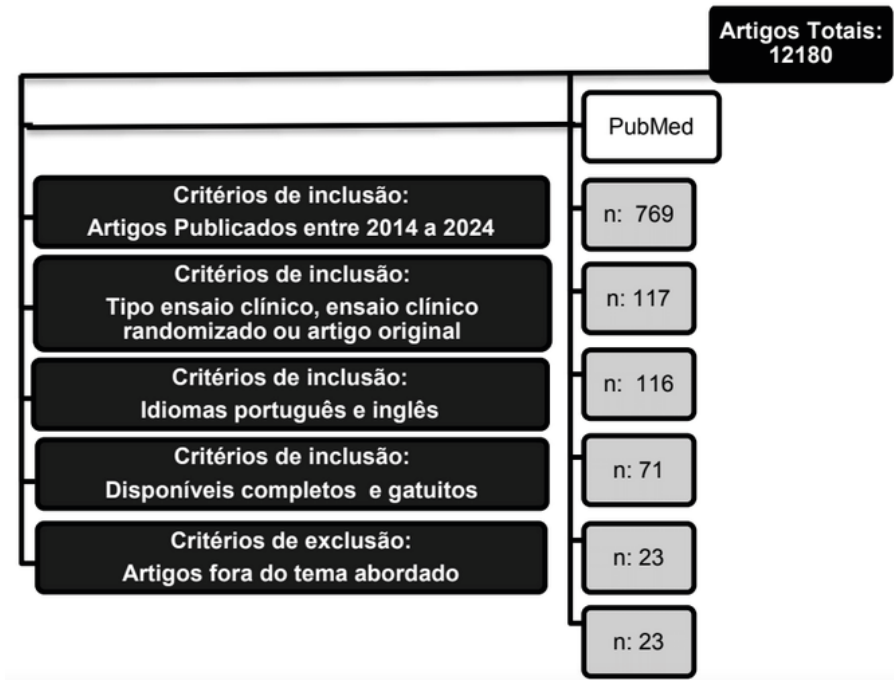 Artigos Totais:
12180
PubMed
Critérios de inclusão:
Artigos Publicados entre 2014 a 2024
n: 769
Critérios de inclusão:
Tipo ensaio clínico, ensaio clínico
randomizado ou artigo original
n: 117
Critérios de inclusão:
Idiomas português e inglês
n: 116
Critérios de inclusão:
Disponíveis completos e gatuitos
n: 71
Critérios de exclusão:
Artigos fora do tema abordado
n: 23
n: 23